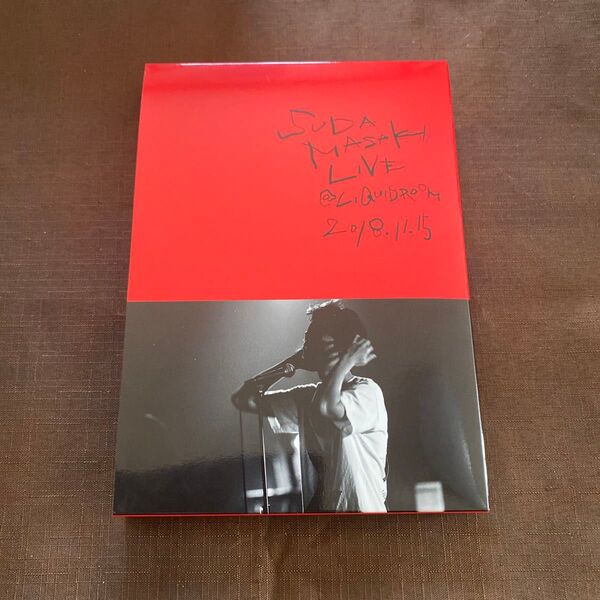 SUDA
MASAKI
LIVE
@LIQUIDROOM
2018.11.15